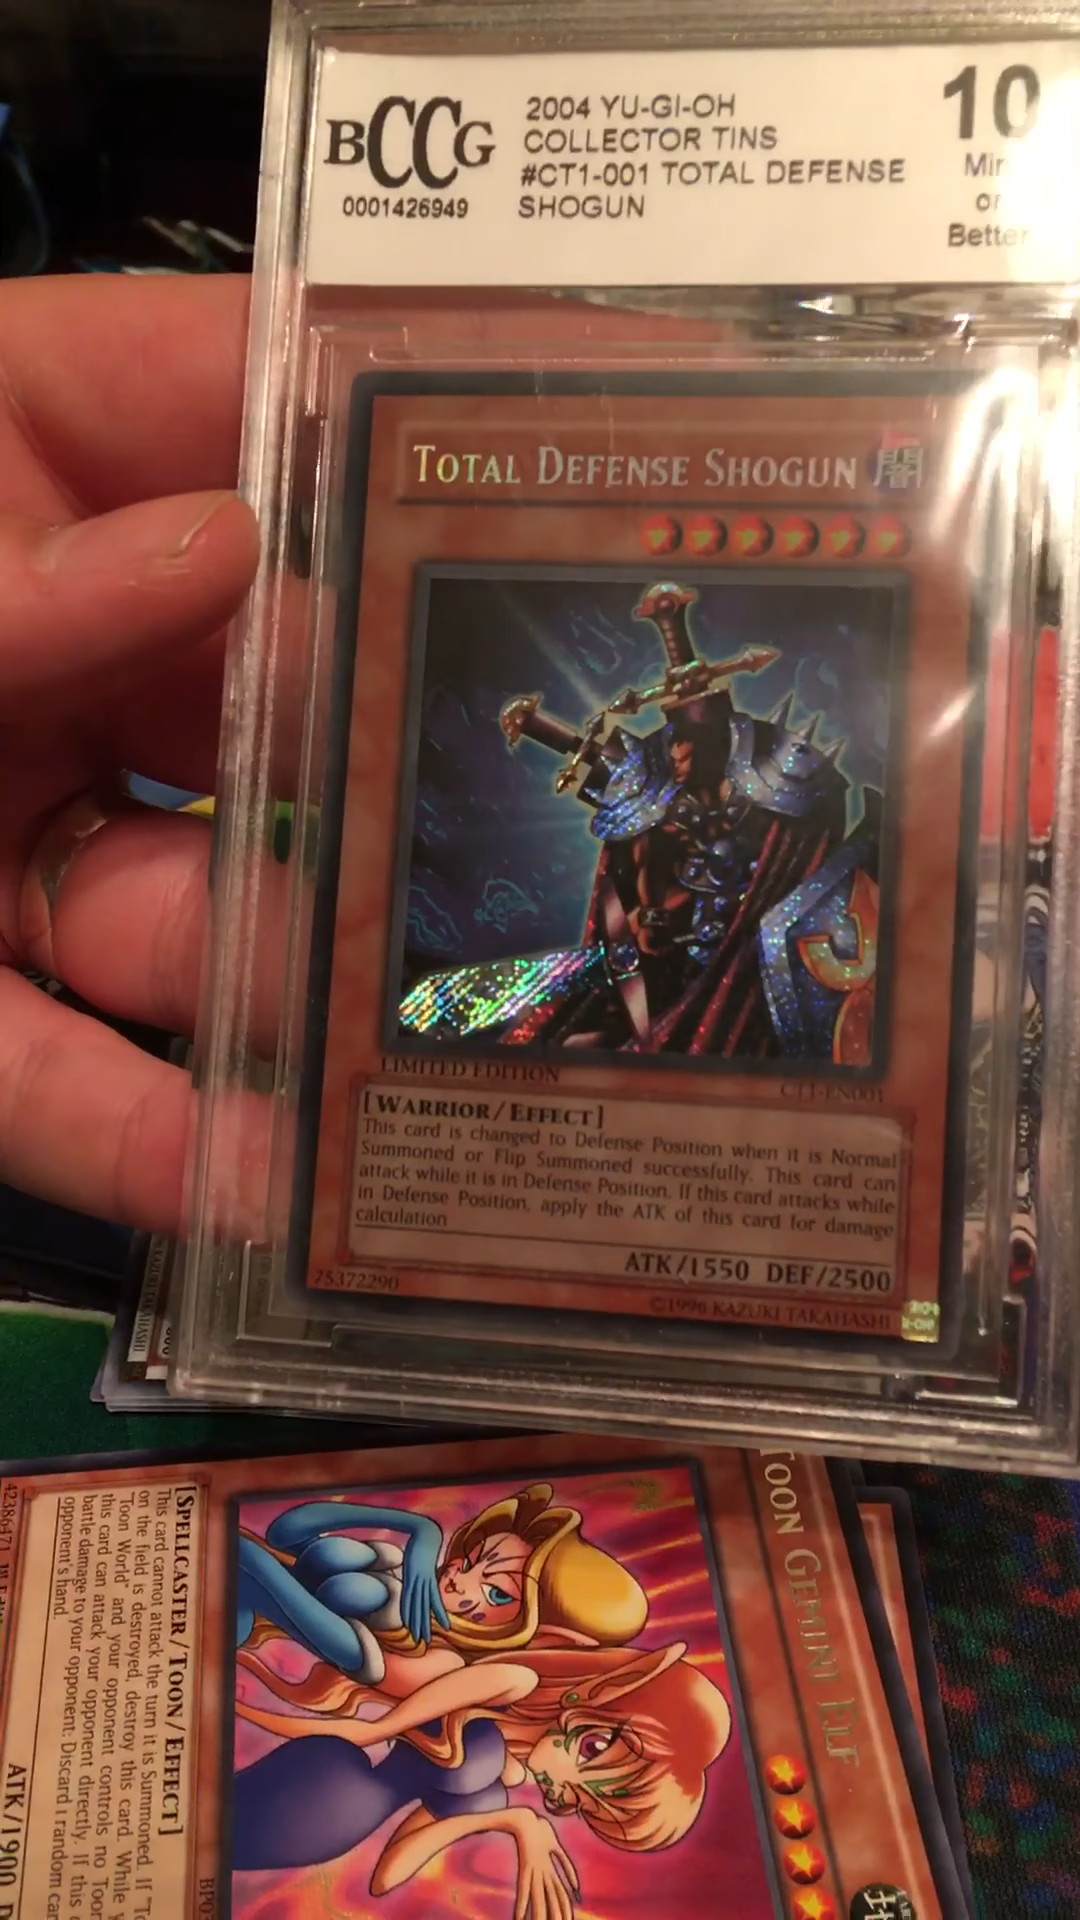 BCCG
0001426949
2004 YU-GI-OH
COLLECTOR TINS
#CT1-001 TOTAL DEFENSE
SHOGUN
10
or
Better
TOTAL DEFENSE SHOGUN
闇
LIMITED EDITION
CT1-EN001
[WARRIOR/EFFECT]
This card is changed to Defense Position when it is Normal
Summoned or Flip Summoned successfully. This card can
attack while it is in Defense Position. If this card attacks while
in Defense Position, apply the ATK of this card for damage
calculation
ATK/1550 DEF/2500
75372290
©1996 KAZUKI TAKAHASHI
TOON GEMINI ELF
[SPELLCASTER/TOON/EFFECT]
This card cannot attack the turn it is Summoned. If
on the field is destroyed, destroy this card. While
Toon World" and your opponent controls no Toon
this card can attack your opponent directly. If this
battle damage to your opponent: Discard 1 random
opponent's hand.
ATK/1900
42386471